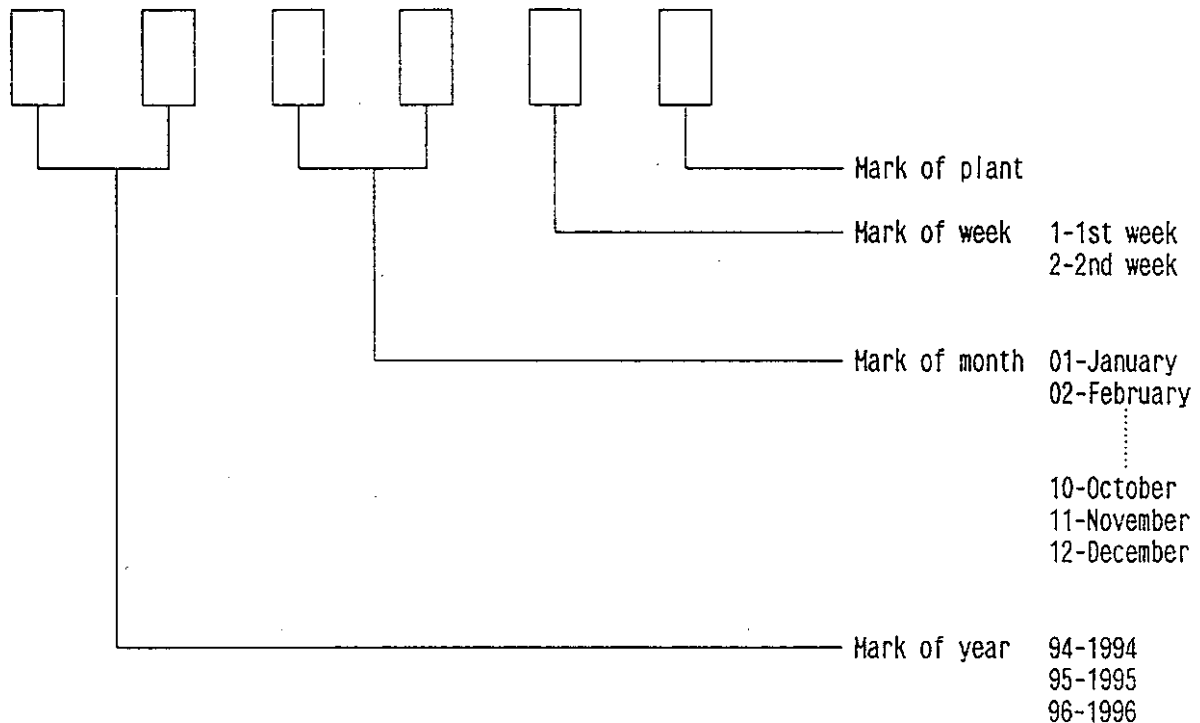 Mark of plant
Mark of week 1-1st week
2-2nd week
Mark of month 01-January
02-February
10-October
11-November
12-December
Mark of year 94-1994
95-1995
96-1996